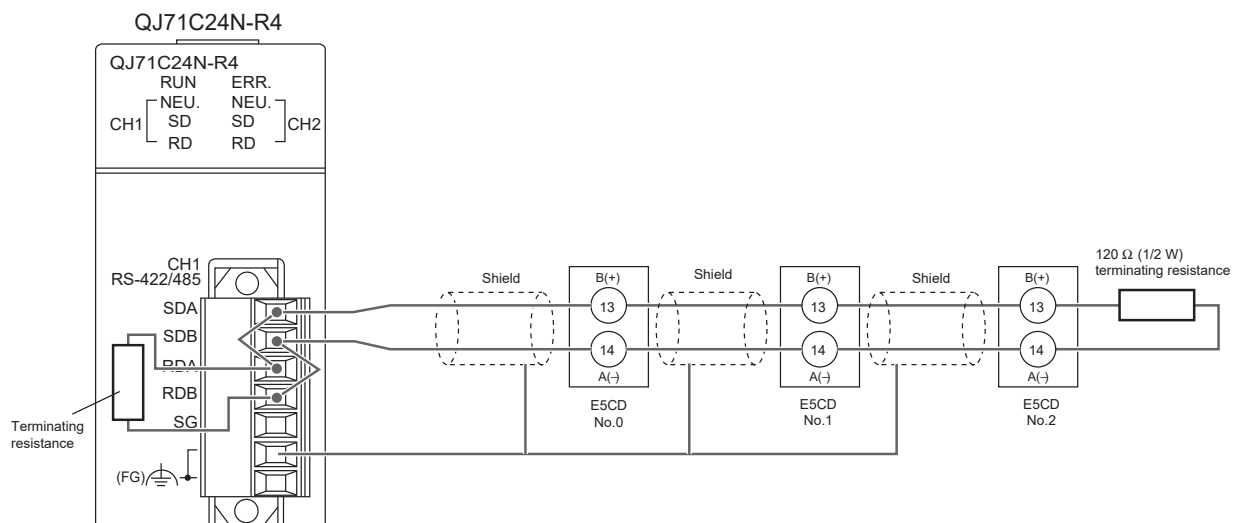 QJ71C24N-R4
QJ71C24N-R4
RUN ERR.
NEU. NEU.
CH1 SD SD CH2
RD RD
CH1
RS-422/485
SDA
SDB
RDA
RDB
SG
(FG)
Terminating
resistance
Shield
B(+)
13
14
A(-)
E5CD
No.0
Shield
B(+)
13
14
A(-)
E5CD
No.1
Shield
B(+)
13
14
A(-)
E5CD
No.2
120 Ω (1/2 W)
terminating resistance